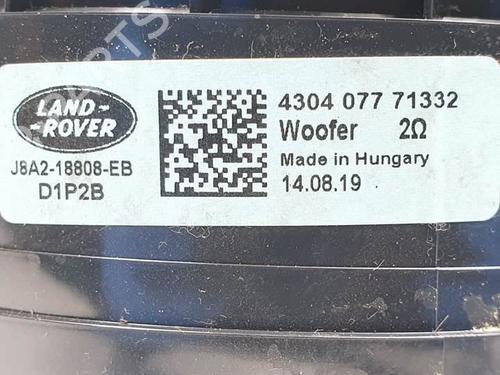 LAND-
-ROVER
J8A2-18808-EB
D1P2B
4304 077 71332
Woofer 2Ω
Made in Hungary
14.08.19